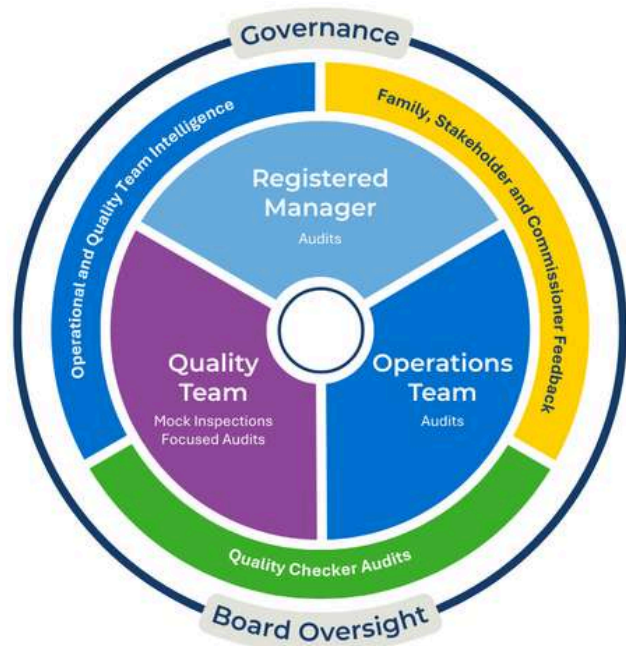 Governance
Operational and Quality Team Intelligence
Family, Stakeholder and Commissioner Feedback
Registered
Manager
Audits
Quality
Team
Mock Inspections
Focused Audits
Operations
Team
Audits
Quality Checker Audits
Board Oversight